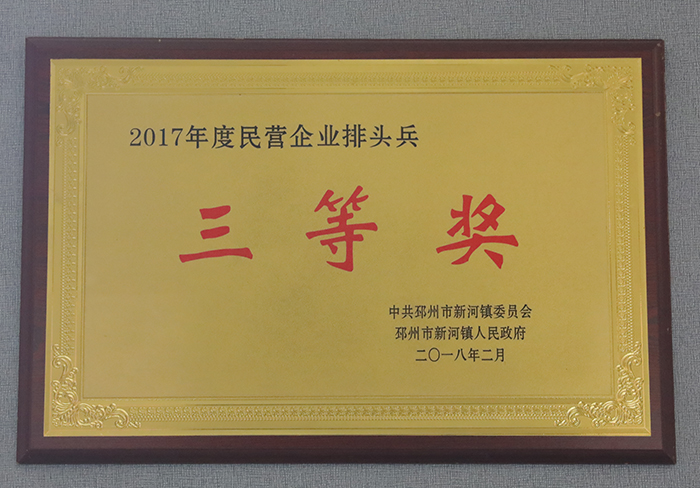 2017年度民营企业排头兵
三等奖
中共邳州市新河镇委员会
邳州市新河镇人民政府
二〇一八年二月